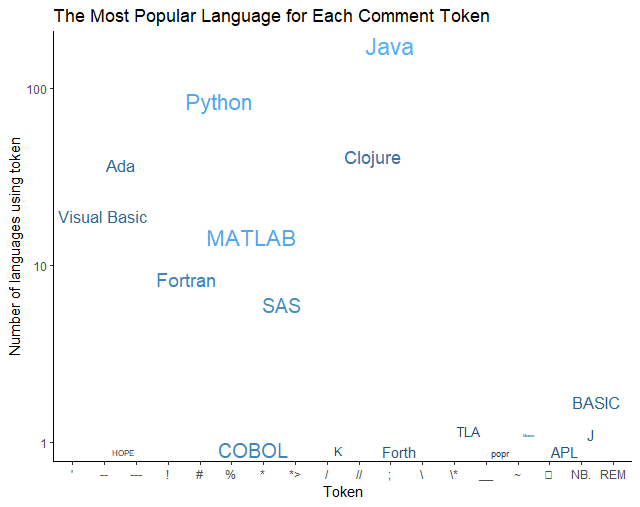 The Most Popular Language for Each Comment Token
Java
100
Python
Clojure
Ada
Visual Basic
MATLAB
10
Fortran
SAS
Number of languages using token
BASIC
TLA
J
1
HOPE
COBOL
K
Forth
popr
APL
' -- --- ! # % * *> / // ; \ \* __ ~ NB. REM
Token